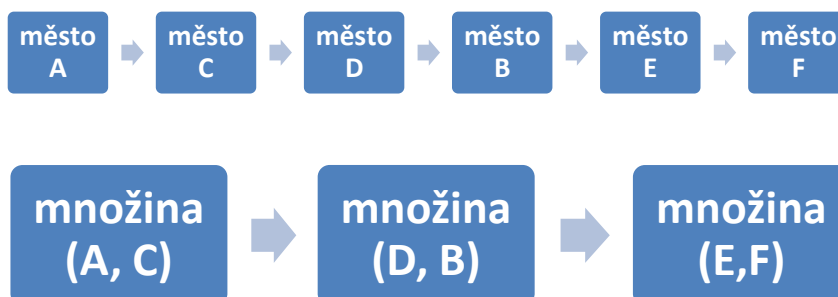 město město město město město město
A C D B E F
množina množina množina
(A, C) (D, B) (E,F)